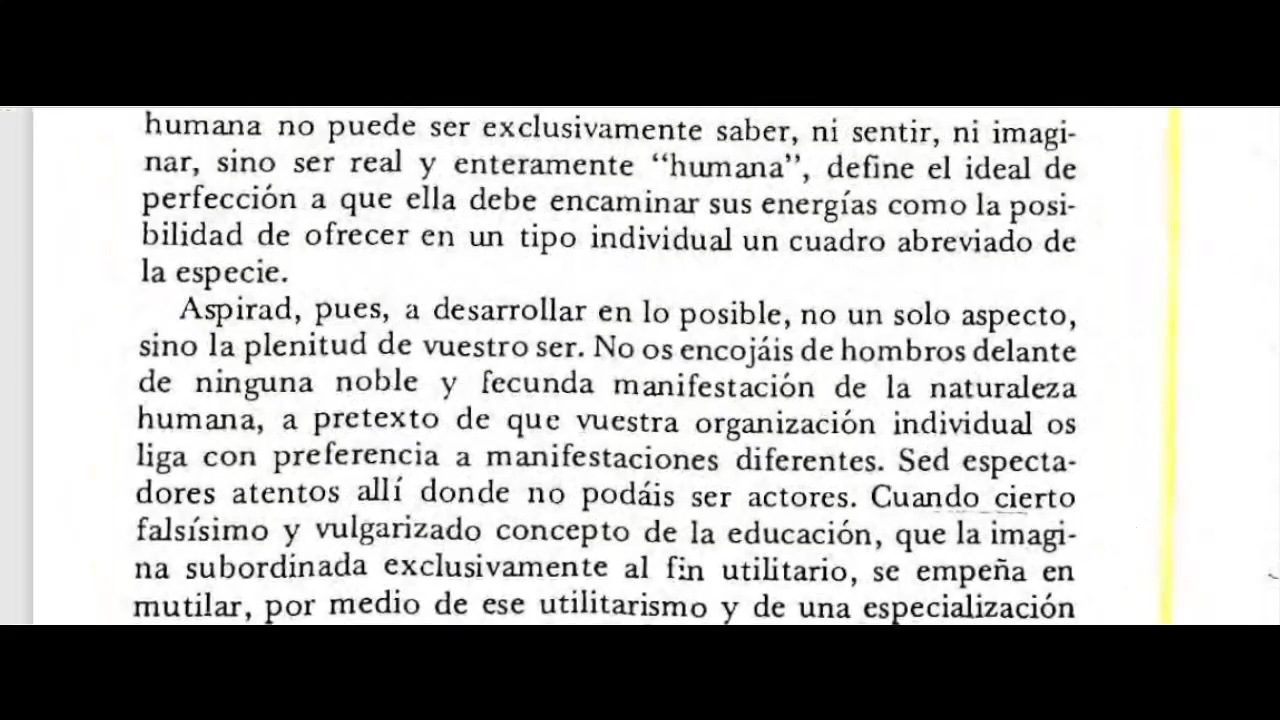 humana no puede ser exclusivamente saber, ni sentir, ni imagi-
nar, sino ser real y enteramente “humana”, define el ideal de
perfección a que ella debe encaminar sus energías como la posi-
bilidad de ofrecer en un tipo individual un cuadro abreviado de
la especie.
Aspirad, pues, a desarrollar en lo posible, no un solo aspecto,
sino la plenitud de vuestro ser. No os encojáis de hombros delante
de ninguna noble y fecunda manifestación de la naturaleza
humana, a pretexto de que vuestra organización individual os
liga con preferencia a manifestaciones diferentes. Sed especta-
dores atentos allí donde no podáis ser actores. Cuando cierto
falsísimo y vulgarizado concepto de la educación, que la imagi-
na subordinada exclusivamente al fin utilitario, se empeña en
mutilar, por medio de ese utilitarismo y de una especialización